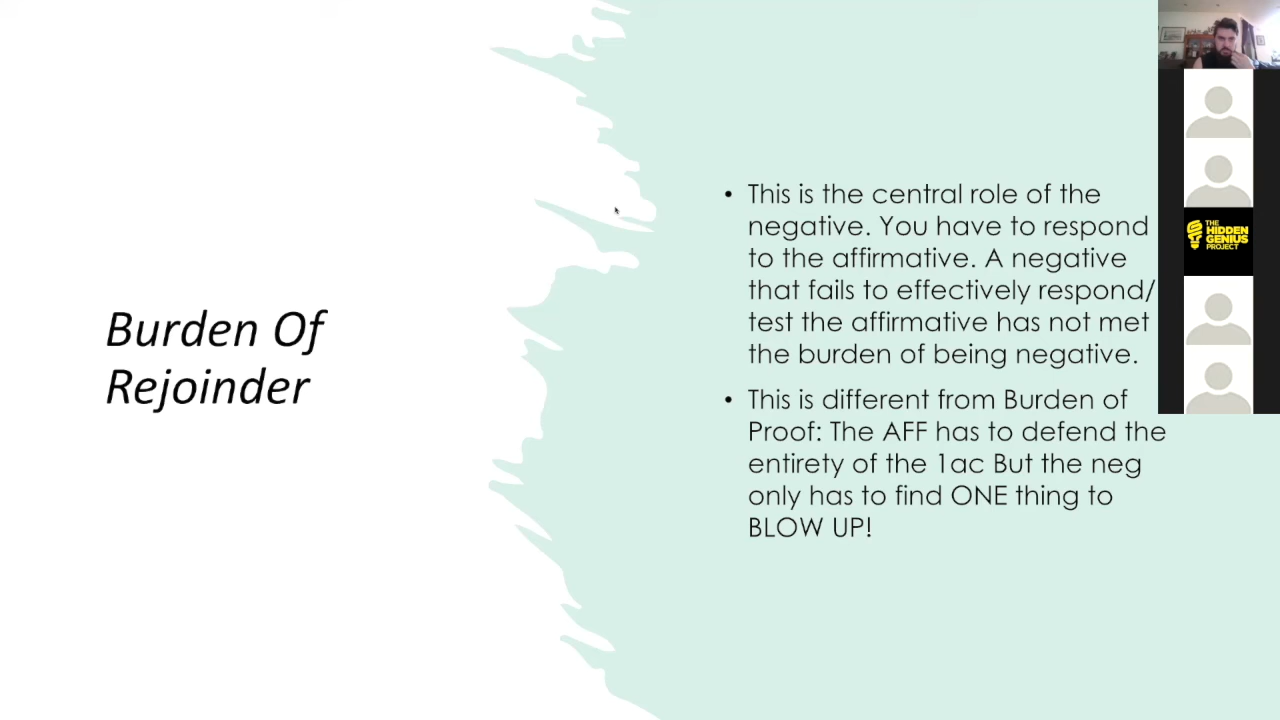 Burden Of
Rejoinder
• This is the central role of the
negative. You have to respond
to the affirmative. A negative
that fails to effectively respond/
test the affirmative has not met
the burden of being negative.
• This is different from Burden of
Proof: The AFF has to defend the
entirety of the 1ac But the neg
only has to find ONE thing to
BLOW UP!
THE
HIDDEN
GENIUS
PROJECT